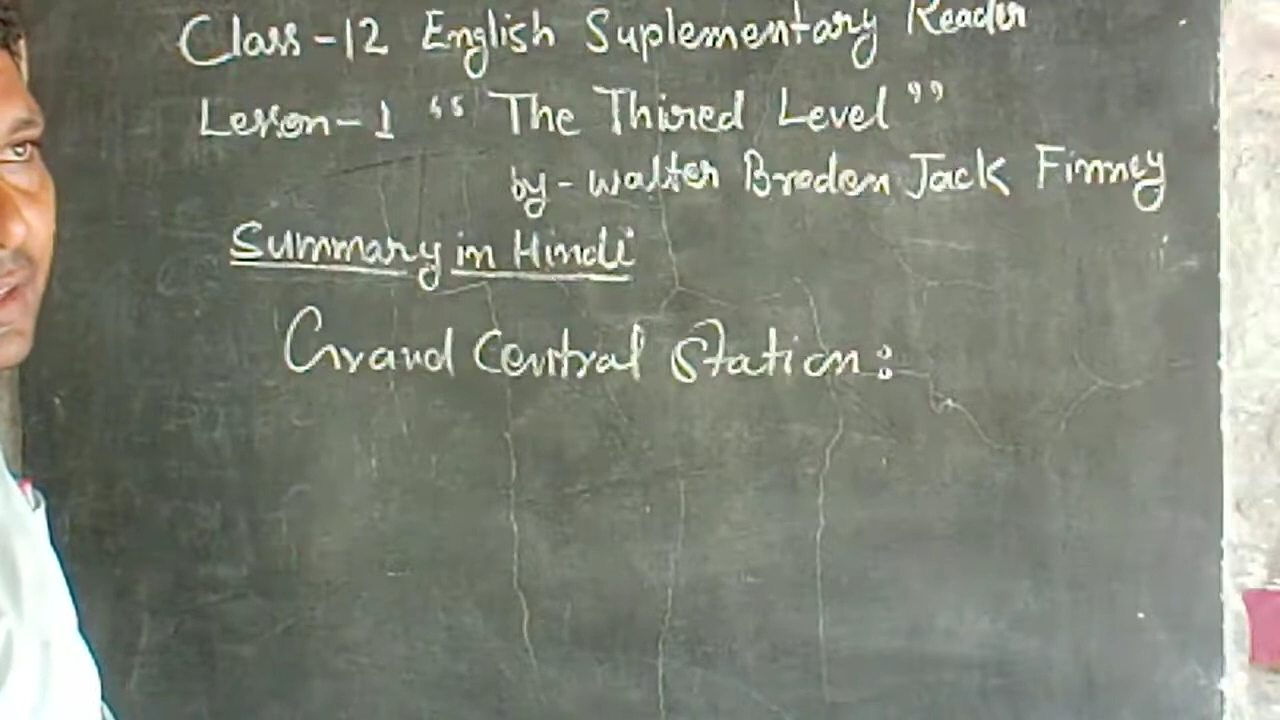 Class-12 English Suplementary Reader
Lesson-1 “ The Thired Level ”
by - Walter Braden Jack Finney
Summary in Hindi
Grand Central Station: